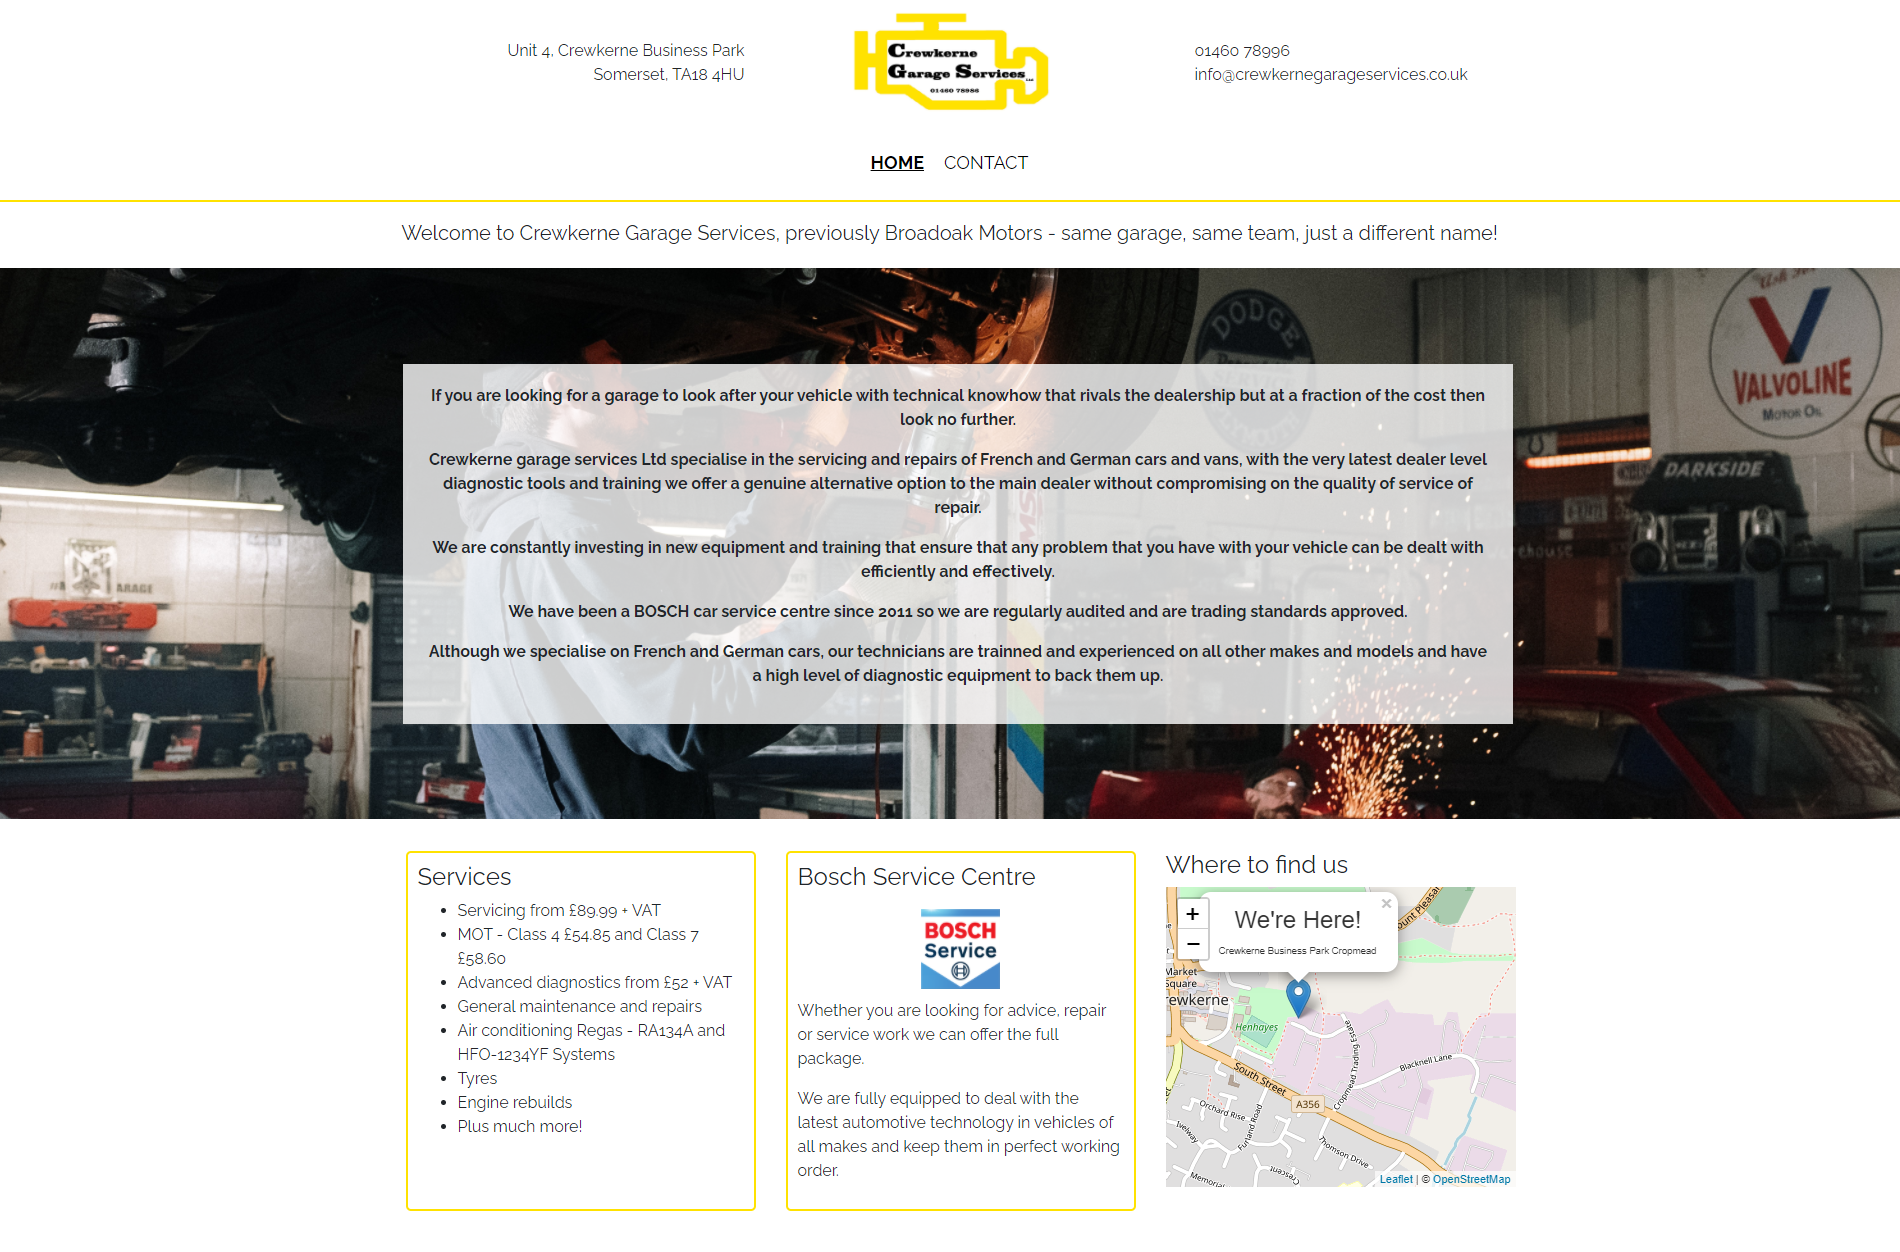 Unit 4, Crewkerne Business Park
Somerset, TA18 4HU
Crewkerne
Garage Services
01460 78986
01460 78996
info@crewkernegarageservices.co.uk
HOME CONTACT
Welcome to Crewkerne Garage Services, previously Broadoak Motors - same garage, same team, just a different name!
DODGE
VALVOLINE
MOTOR OIL
DARKSIDE
GARAGE
If you are looking for a garage to look after your vehicle with technical knowhow that rivals the dealership but at a fraction of the cost then
look no further.
Crewkerne garage services Ltd specialise in the servicing and repairs of French and German cars and vans, with the very latest dealer level
diagnostic tools and training we offer a genuine alternative option to the main dealer without compromising on the quality of service of
repair.
We are constantly investing in new equipment and training that ensure that any problem that you have with your vehicle can be dealt with
efficiently and effectively.
We have been a BOSCH car service centre since 2011 so we are regularly audited and are trading standards approved.
Although we specialise on French and German cars, our technicians are trainned and experienced on all other makes and models and have
a high level of diagnostic equipment to back them up.
Services
Servicing from £89.99 + VAT
MOT - Class 4 £54.85 and Class 7
£58.60
Advanced diagnostics from £52 + VAT
General maintenance and repairs
Air conditioning Regas - RA134A and
HFO-1234YF Systems
Tyres
Engine rebuilds
Plus much more!
Bosch Service Centre
BOSCH
Service
Whether you are looking for advice, repair
or service work we can offer the full
package.
We are fully equipped to deal with the
latest automotive technology in vehicles of
all makes and keep them in perfect working
order.
Where to find us
+
−
We're Here!
×
Crewkerne Business Park Cropmead
ount Pleasan
Market
Square
rewkerne
Henhayes
South Street
A356
Cropmead Trading Estate
Blacknell Lane
Orchard Rise
Furland Road
Ivelway
Thomson Drive
Crescent
Memorial
Leaflet | © OpenStreetMap